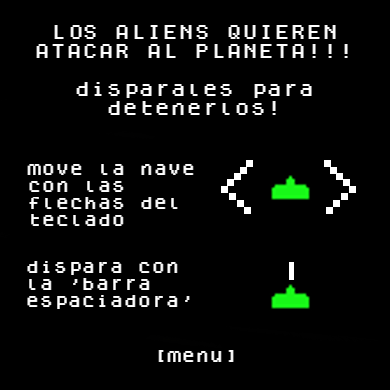 LOS ALIENS QUIEREN
ATACAR AL PLANETA!!!
disparales para
detenerlos!
move la nave
con las
flechas del
teclado
dispara con
la 'barra
espaciadora'
[menu]